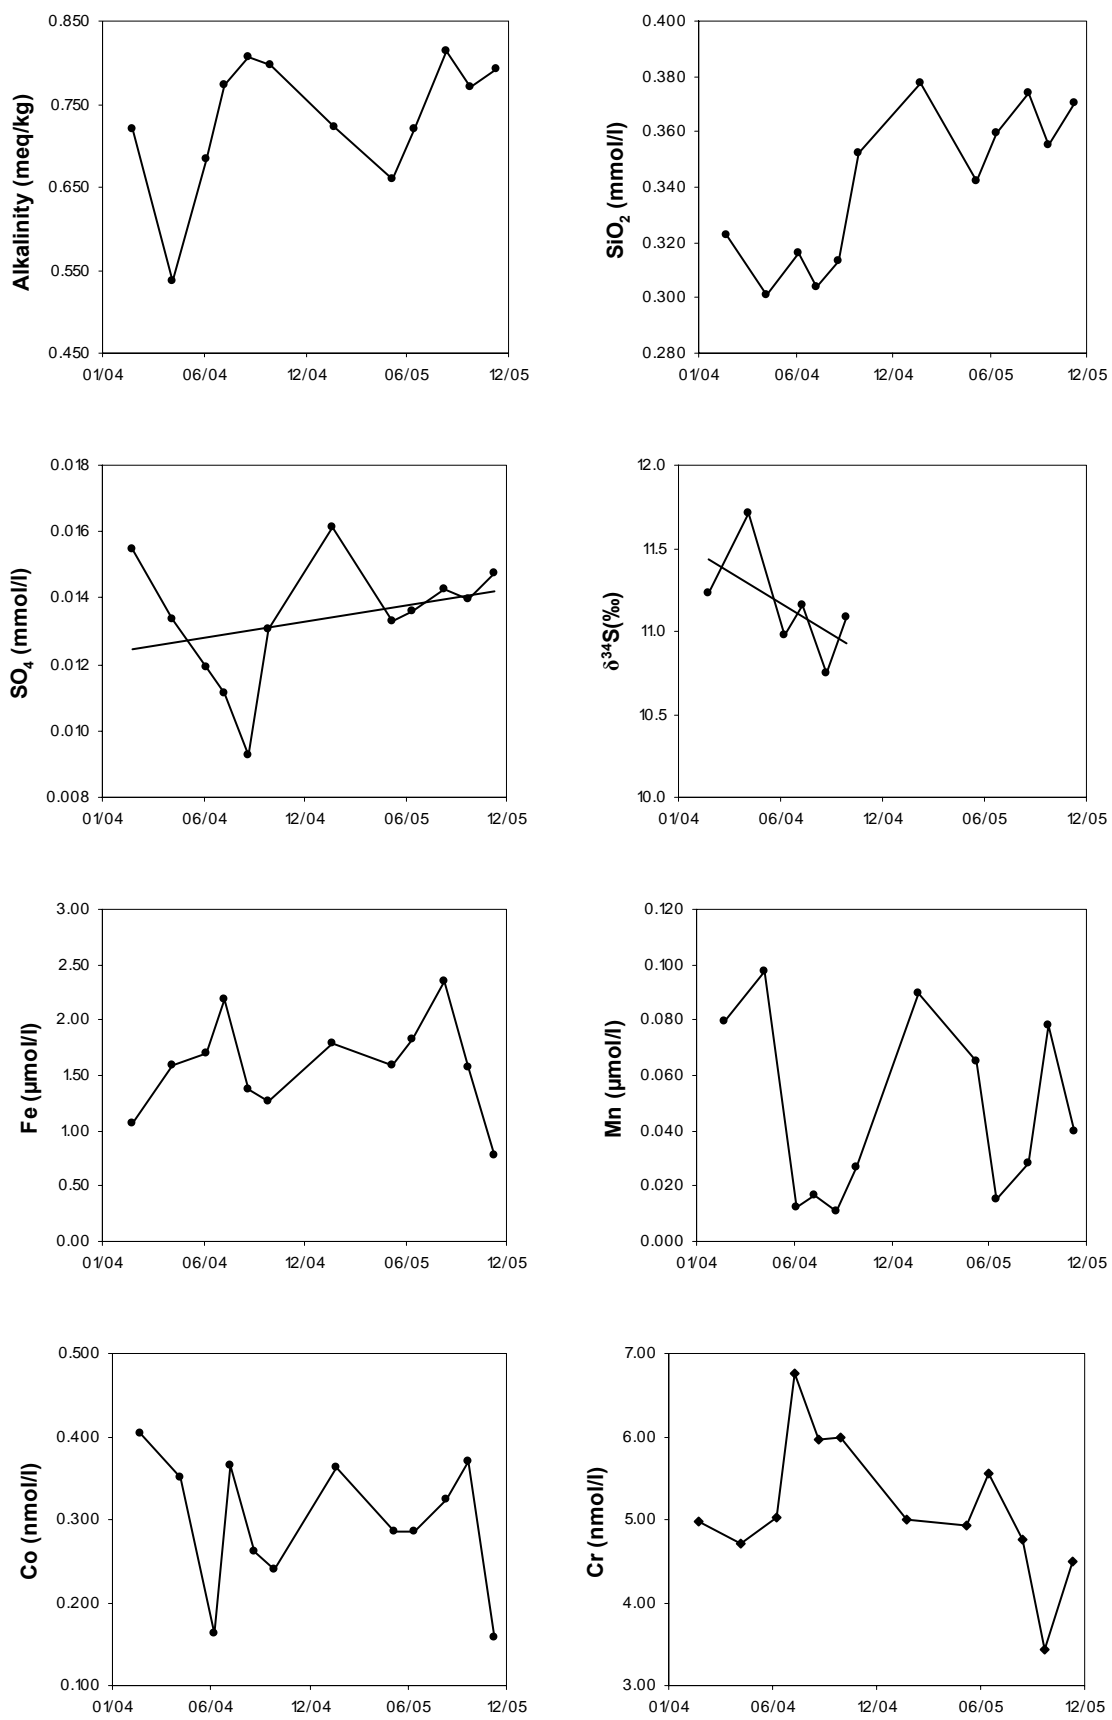 Alkalinity (meq/kg)
0.850
0.750
0.650
0.550
0.450
01/04 06/04 12/04 06/05 12/05
SiO2 (mmol/l)
0.400
0.380
0.360
0.340
0.320
0.300
0.280
01/04 06/04 12/04 06/05 12/05
SO4 (mmol/l)
0.018
0.016
0.014
0.012
0.010
0.008
01/04 06/04 12/04 06/05 12/05
δ34S(‰)
12.0
11.5
11.0
10.5
10.0
01/04 06/04 12/04 06/05 12/05
Fe (µmol/l)
3.00
2.50
2.00
1.50
1.00
0.50
0.00
01/04 06/04 12/04 06/05 12/05
Mn (µmol/l)
0.120
0.100
0.080
0.060
0.040
0.020
0.000
01/04 06/04 12/04 06/05 12/05
Co (nmol/l)
0.500
0.400
0.300
0.200
0.100
01/04 06/04 12/04 06/05 12/05
Cr (nmol/l)
7.00
6.00
5.00
4.00
3.00
01/04 06/04 12/04 06/05 12/05